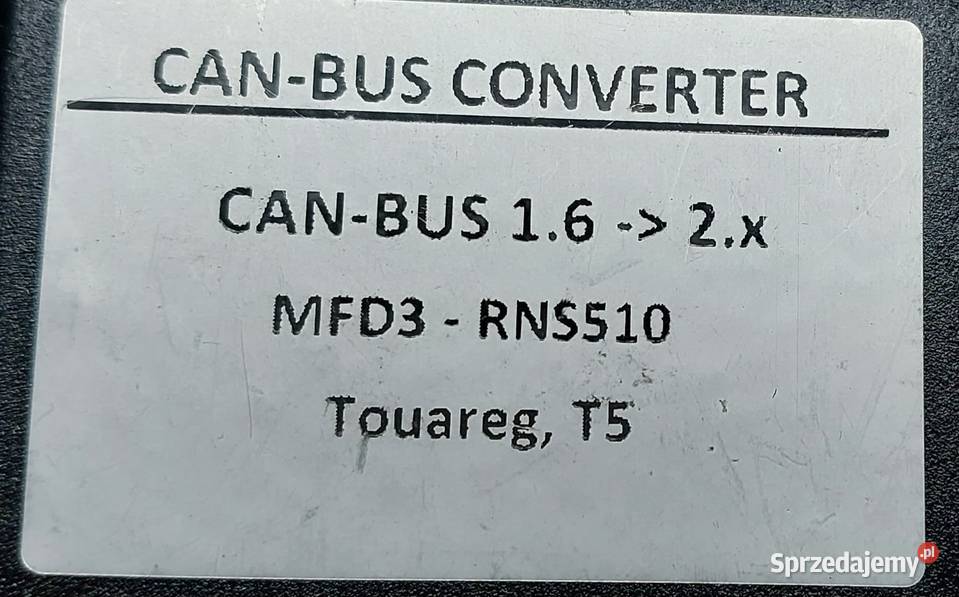 CAN-BUS CONVERTER
CAN-BUS 1.6 -> 2.x
MFD3 - RNS510
Touareg, T5
Sprzedajemy.pl